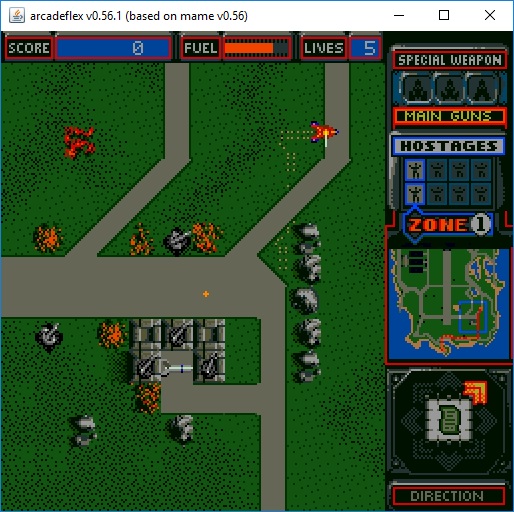 arcadeflex v0.56.1 (based on mame v0.56)
SCORE 0 FUEL LIVES 5
SPECIAL WEAPON
MAIN GUNS
HOSTAGES
ZONE 1
DIRECTION